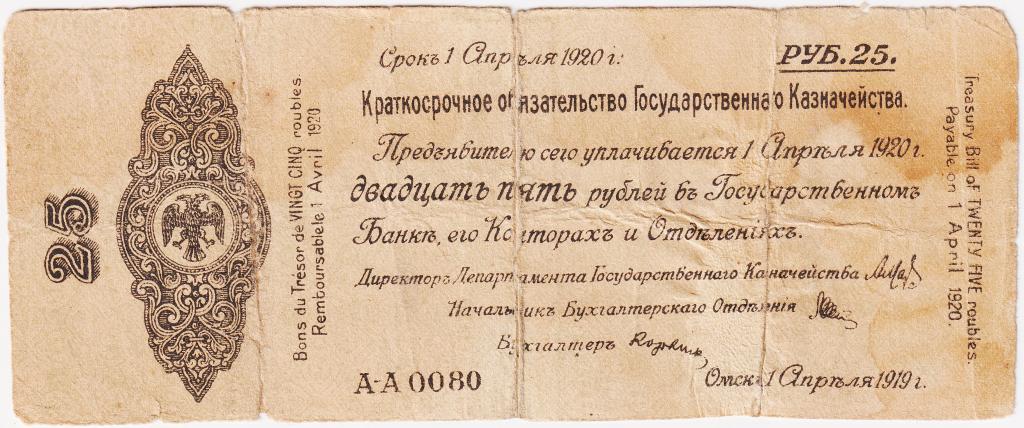 25
Bons du Trésor de VINGT CINQ roubles.
Remboursable le 1 Avril 1920
Срокъ 1 Апрѣля 1920 г.
РУБ. 25.
Краткосрочное обязательство Государственнаго Казначейства.
Предъявителю сего уплачивается 1 Апрѣля 1920 г.
двадцать пять рублей въ Государственномъ
Банкѣ, его Конторахъ и Отдѣленіяхъ.
Директоръ Департамента Государственнаго Казначейства
Начальникъ Бухгалтерскаго Отдѣленія
Бухгалтеръ
А-А 0080
Омскъ 1 Апрѣля 1919 г.
Treasury Bill of TWENTY FIVE roubles.
Payable on 1 April 1920.